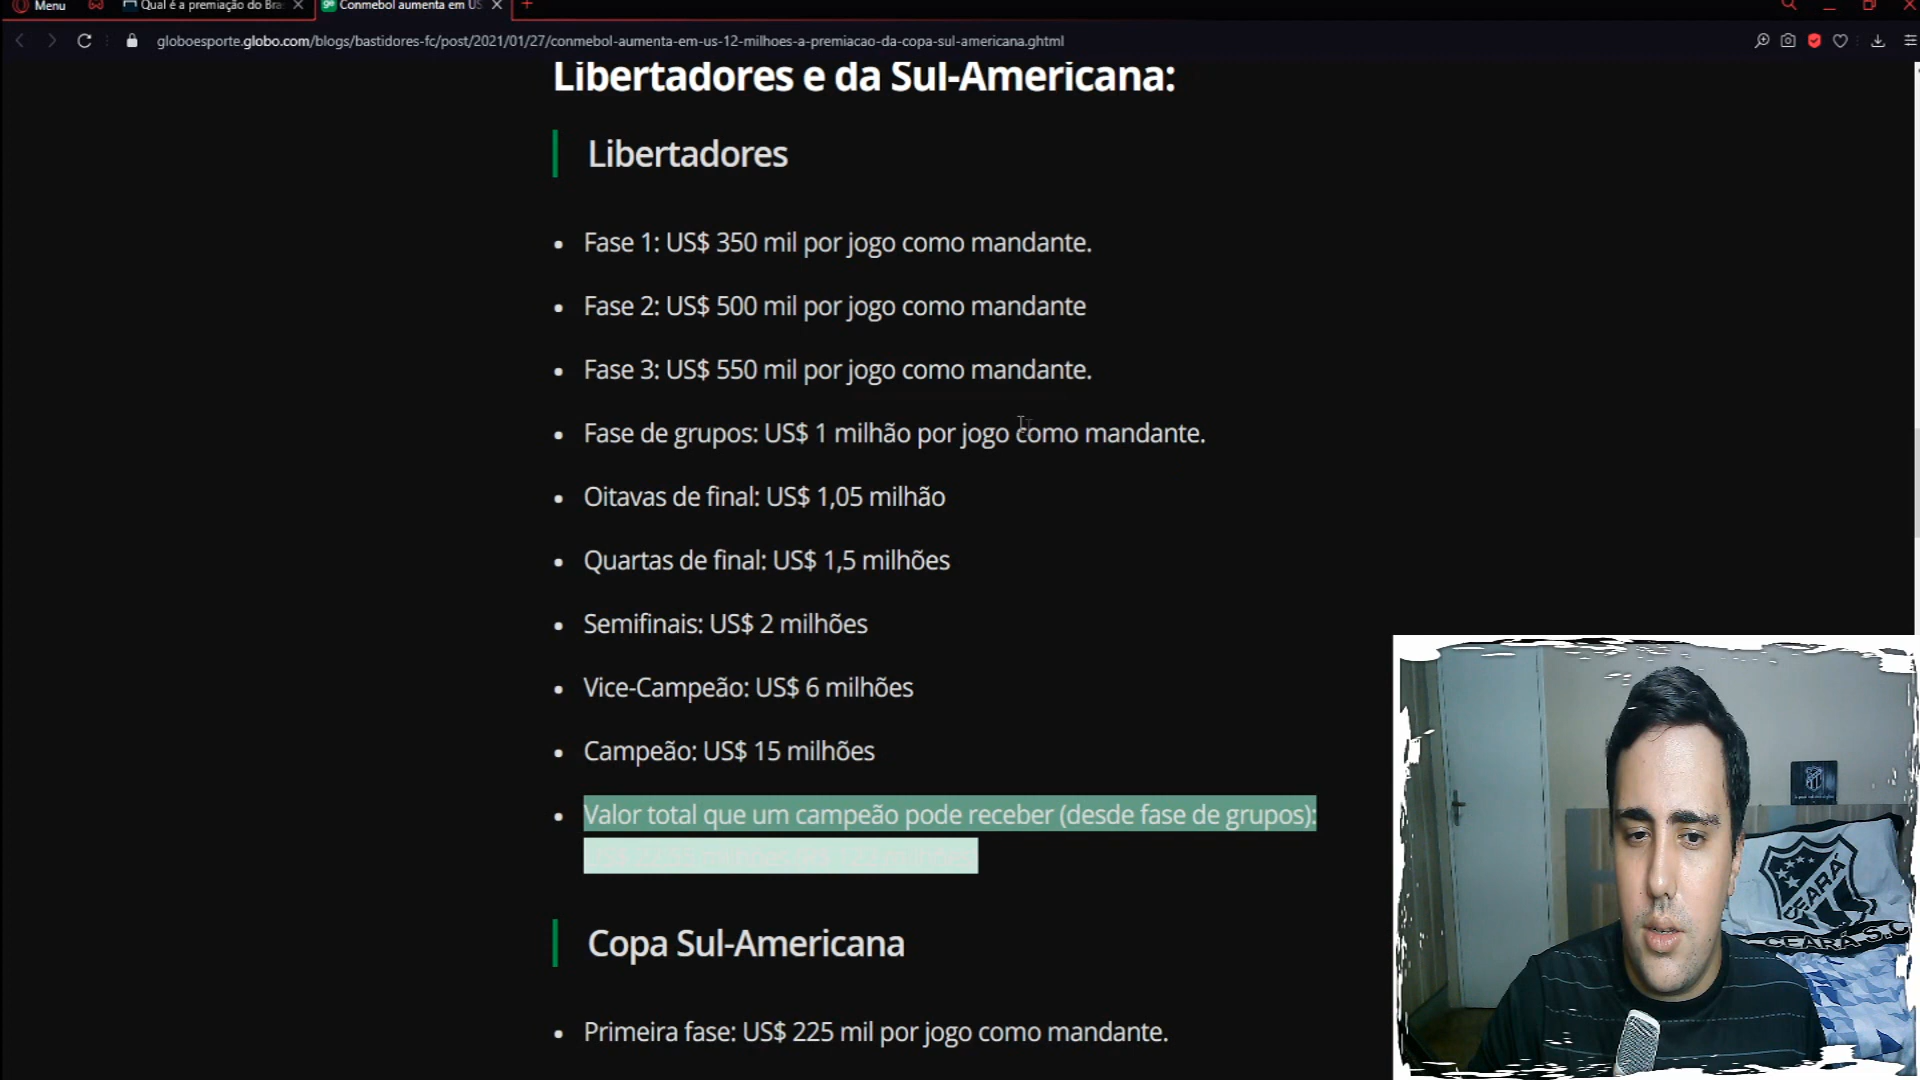 Menu
Qual é a premiação do Bra
Conmebol aumenta em US
globoesporte.globo.com/blogs/bastidores-fc/post/2021/01/27/conmebol-aumenta-em-us-12-milhoes-a-premiacao-da-copa-sul-americana.ghtml
Libertadores e da Sul-Americana:
Libertadores
• Fase 1: US$ 350 mil por jogo como mandante.
• Fase 2: US$ 500 mil por jogo como mandante
• Fase 3: US$ 550 mil por jogo como mandante.
• Fase de grupos: US$ 1 milhão por jogo como mandante.
• Oitavas de final: US$ 1,05 milhão
• Quartas de final: US$ 1,5 milhões
• Semifinais: US$ 2 milhões
• Vice-Campeão: US$ 6 milhões
• Campeão: US$ 15 milhões
• Valor total que um campeão pode receber (desde fase de grupos):
Copa Sul-Americana
• Primeira fase: US$ 225 mil por jogo como mandante.
CEARÁ
CEARÁ S.C